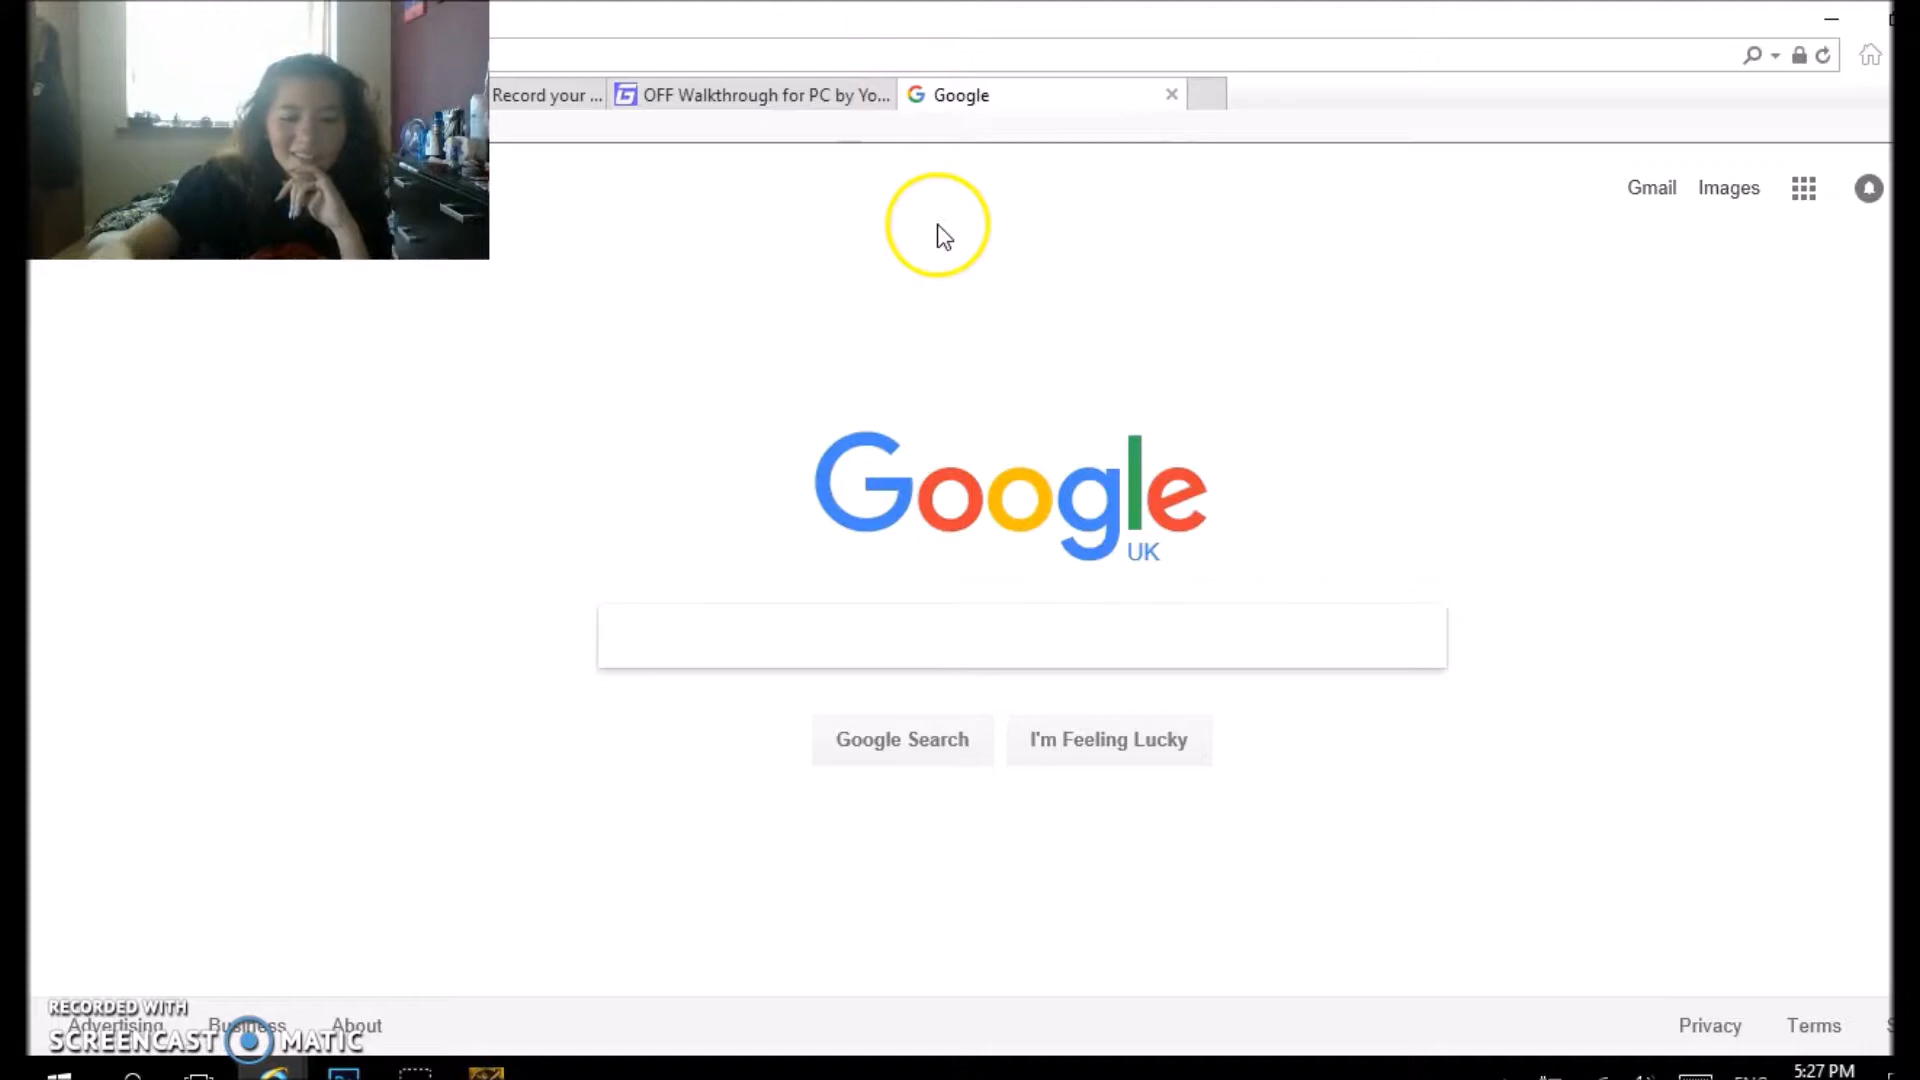 Record your ...
OFF Walkthrough for PC by Yo...
Google
Gmail
Images
Google
UK
Google Search
I'm Feeling Lucky
RECORDED WITH
Advertising
Business
About
SCREENCAST MATIC
Privacy
Terms
5:27 PM